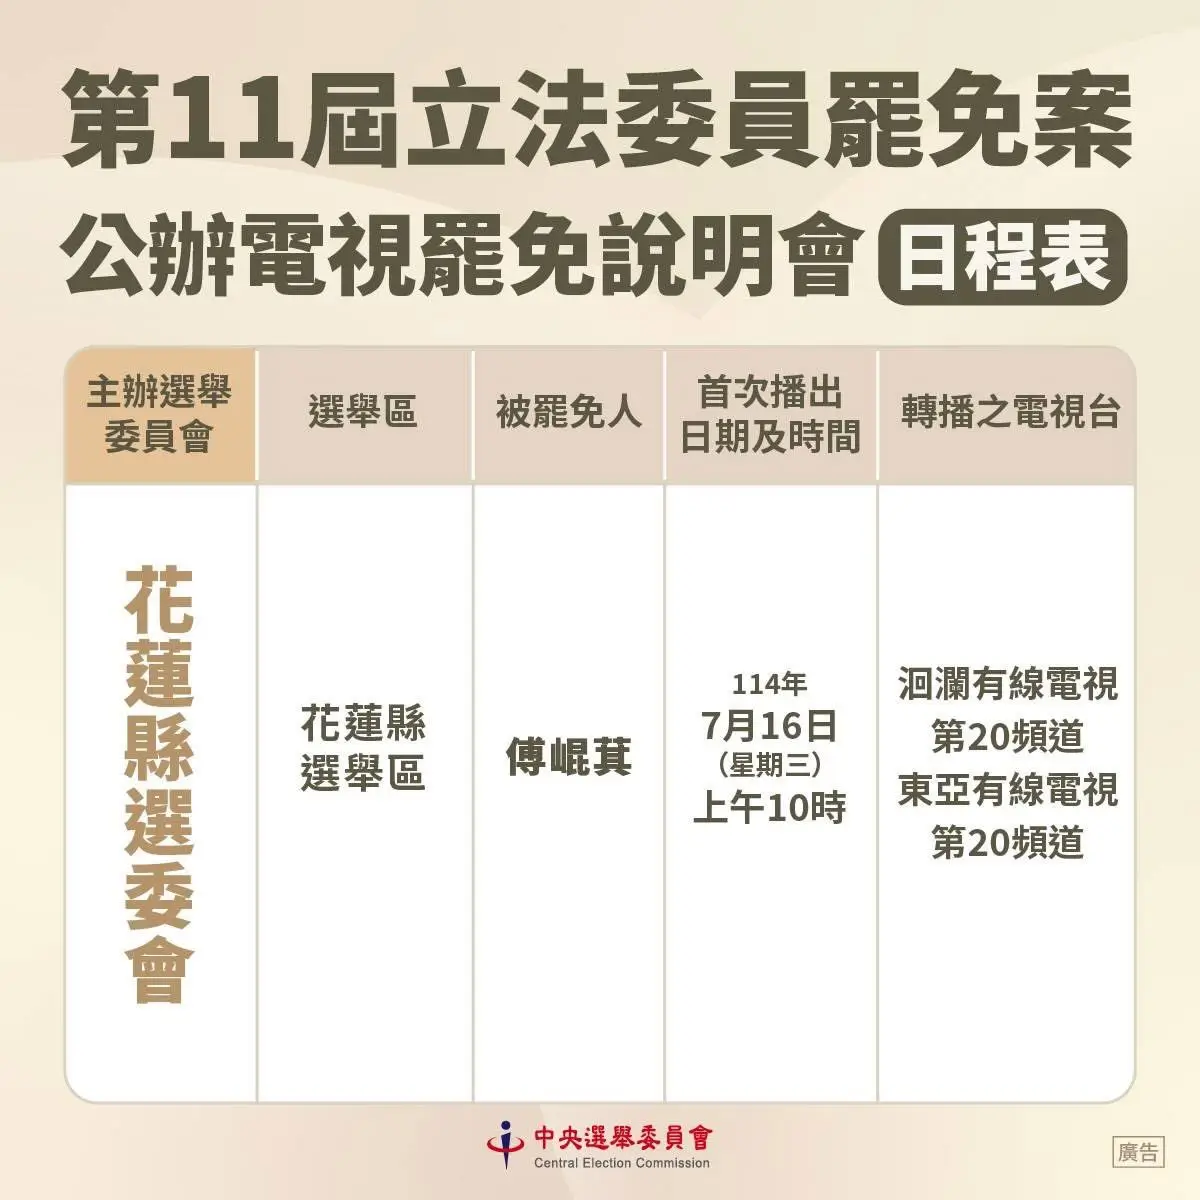 第11屆立法委員罷免案
公辦電視罷免說明會 日程表
主辦選舉
委員會
選舉區
被罷免人
首次播出
日期及時間
轉播之電視台
花蓮縣選委會
花蓮縣
選舉區
傅崐萁
114年
7月16日
（星期三）
上午10時
洄瀾有線電視
第20頻道
東亞有線電視
第20頻道
中央選舉委員會
Central Election Commission
廣告